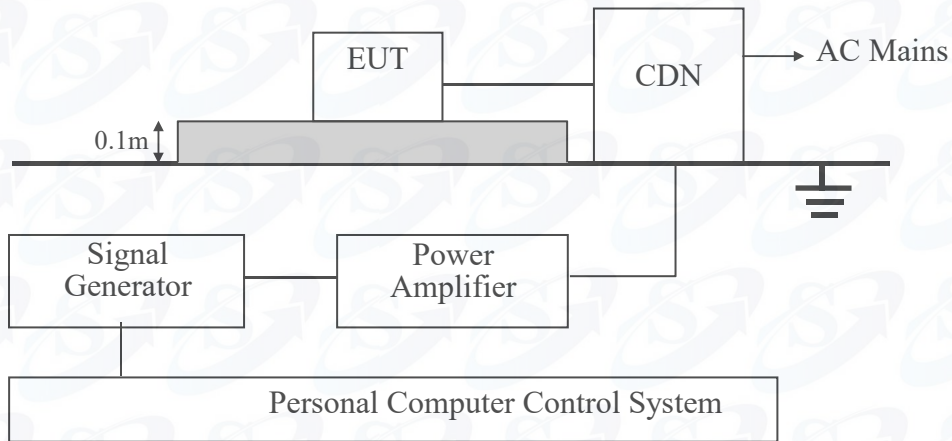 EUT
CDN
AC Mains
0.1m
Signal
Generator
Power
Amplifier
Personal Computer Control System